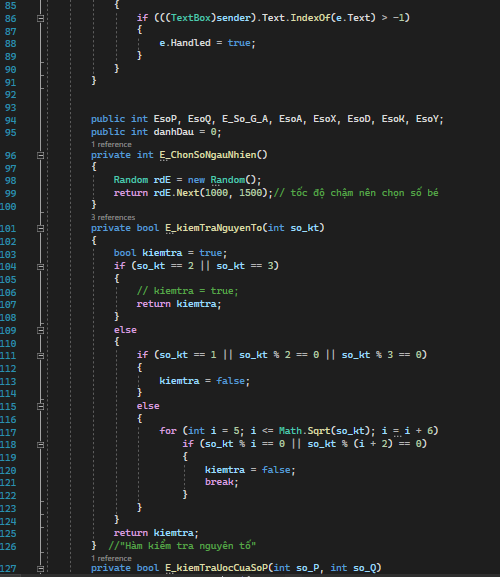 85 {
86 if (((TextBox)sender).Text.IndexOf(e.Text) > -1)
87 {
88 e.Handled = true;
89 }
90 }
91 }
92
93
94 public int EsoP, EsoQ, E_So_G_A, EsoA, EsoX, EsoD, EsoK, EsoY;
95 public int danhDau = 0;
1 reference
96 private int E_ChonSoNgauNhien()
97 {
98 Random rdE = new Random();
99 return rdE.Next(1000, 1500);// tốc độ chậm nên chọn số bé
100 }
3 references
101 private bool E_kiemTraNguyenTo(int so_kt)
102 {
103 bool kiemtra = true;
104 if (so_kt == 2 || so_kt == 3)
105 {
106 // kiemtra = true;
107 return kiemtra;
108 }
109 else
110 {
111 if (so_kt == 1 || so_kt % 2 == 0 || so_kt % 3 == 0)
112 {
113 kiemtra = false;
114 }
115 else
116 {
117 for (int i = 5; i <= Math.Sqrt(so_kt); i = i + 6)
118 if (so_kt % i == 0 || so_kt % (i + 2) == 0)
119 {
120 kiemtra = false;
121 break;
122 }
123 }
124 }
125 return kiemtra;
126 } //"Hàm kiểm tra nguyên tố"
1 reference
127 private bool E_kiemTraUocCuaSoP(int so_P, int so_Q)